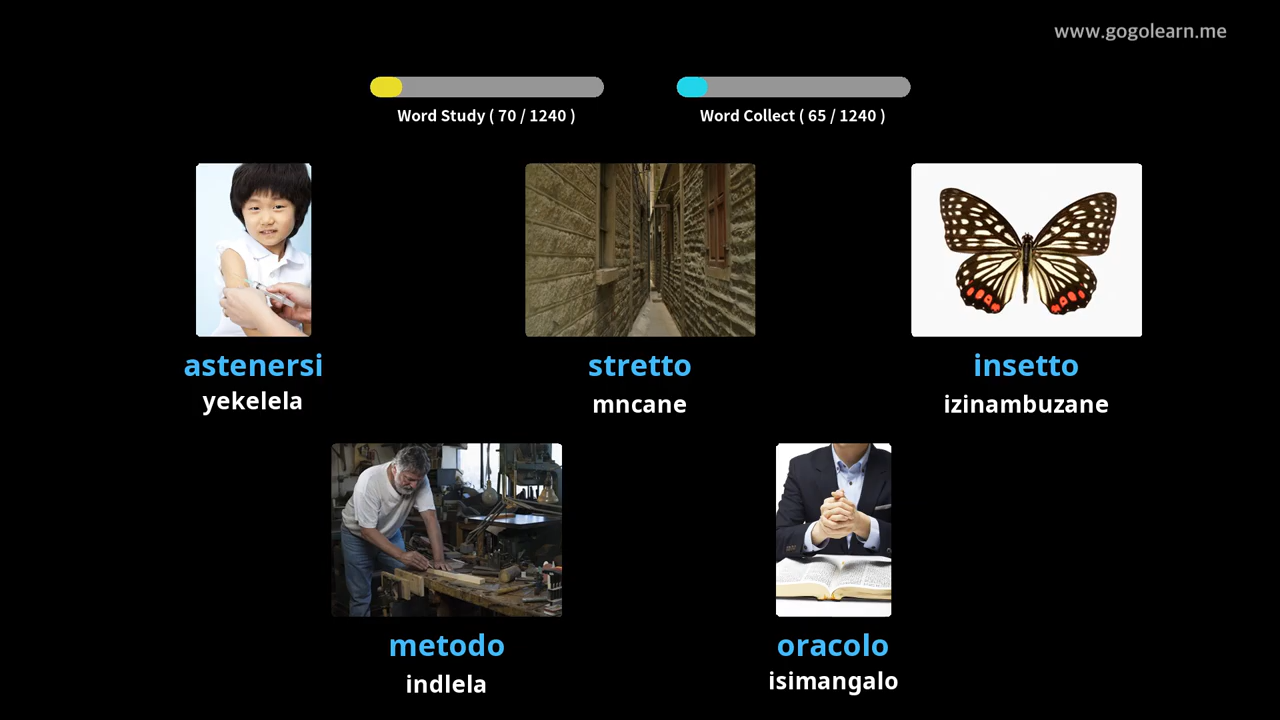 www.gogolearn.me
Word Study ( 70 / 1240 )
Word Collect ( 65 / 1240 )
astenersi
yekelela
stretto
mncane
insetto
izinambuzane
metodo
indlela
oracolo
isimangalo